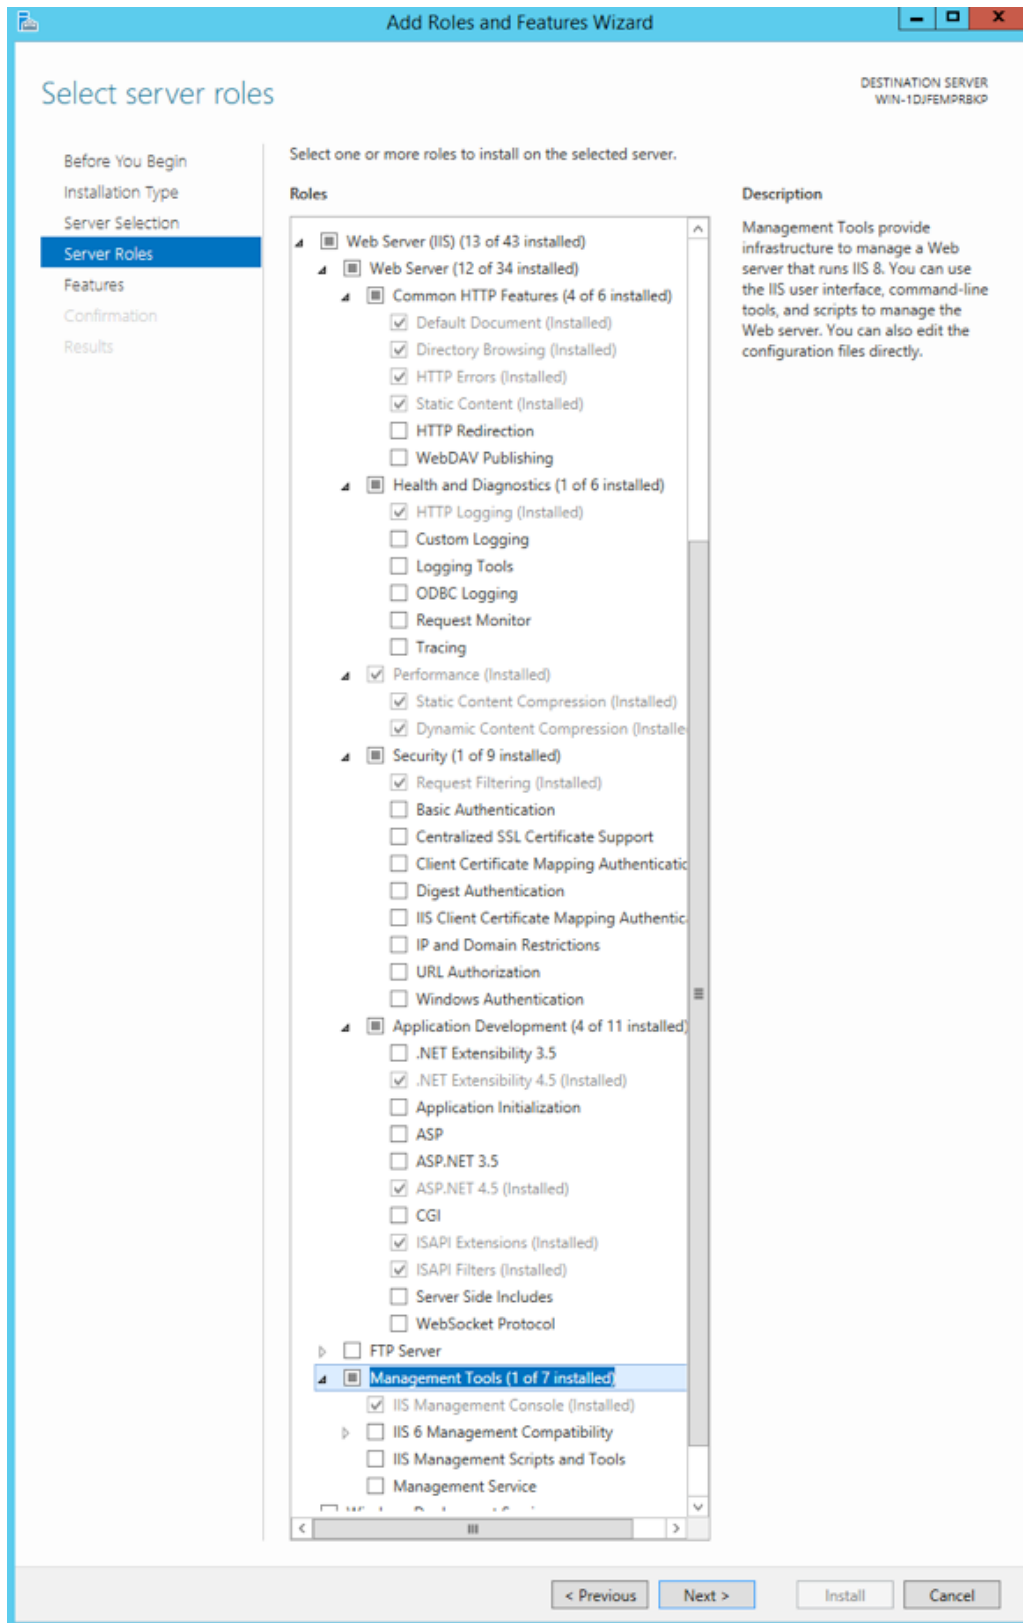 Add Roles and Features Wizard
Select server roles
DESTINATION SERVER
WIN-1DJFEMPRBKP
Before You Begin
Installation Type
Server Selection
Server Roles
Features
Confirmation
Results
Select one or more roles to install on the selected server.
Roles
Web Server (IIS) (13 of 43 installed)
Web Server (12 of 34 installed)
Common HTTP Features (4 of 6 installed)
Default Document (Installed)
Directory Browsing (Installed)
HTTP Errors (Installed)
Static Content (Installed)
HTTP Redirection
WebDAV Publishing
Health and Diagnostics (1 of 6 installed)
HTTP Logging (Installed)
Custom Logging
Logging Tools
ODBC Logging
Request Monitor
Tracing
Performance (Installed)
Static Content Compression (Installed)
Dynamic Content Compression (Installe
Security (1 of 9 installed)
Request Filtering (Installed)
Basic Authentication
Centralized SSL Certificate Support
Client Certificate Mapping Authenticatic
Digest Authentication
IIS Client Certificate Mapping Authentic
IP and Domain Restrictions
URL Authorization
Windows Authentication
Application Development (4 of 11 installed)
.NET Extensibility 3.5
.NET Extensibility 4.5 (Installed)
Application Initialization
ASP
ASP.NET 3.5
ASP.NET 4.5 (Installed)
CGI
ISAPI Extensions (Installed)
ISAPI Filters (Installed)
Server Side Includes
WebSocket Protocol
FTP Server
Management Tools (1 of 7 installed)
IIS Management Console (Installed)
IIS 6 Management Compatibility
IIS Management Scripts and Tools
Management Service
Description
Management Tools provide
infrastructure to manage a Web
server that runs IIS 8. You can use
the IIS user interface, command-line
tools, and scripts to manage the
Web server. You can also edit the
configuration files directly.
< Previous
Next >
Install
Cancel